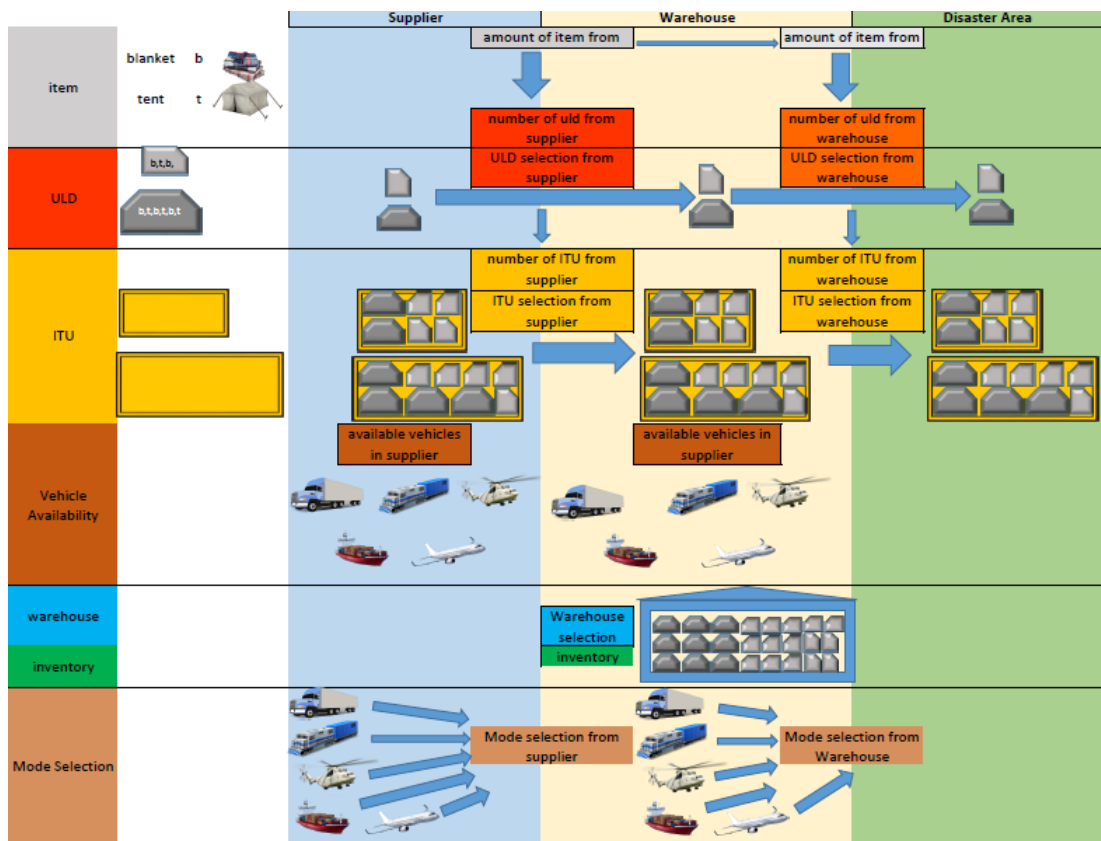 Supplier Warehouse Disaster Area
amount of item from amount of item from
blanket b
item
tent t
number of uld from
supplier
number of uld from
warehouse
ULD selection from
supplier
ULD selection from
warehouse
b,t,b,
ULD
b,t,b,t,b,t
number of ITU from
supplier
number of ITU from
warehouse
ITU selection from
supplier
ITU selection from
warehouse
ITU
available vehicles
in supplier
available vehicles in
supplier
Vehicle
Availability
warehouse
Warehouse
selection
inventory
inventory
Mode Selection
Mode selection from
supplier
Mode selection from
Warehouse